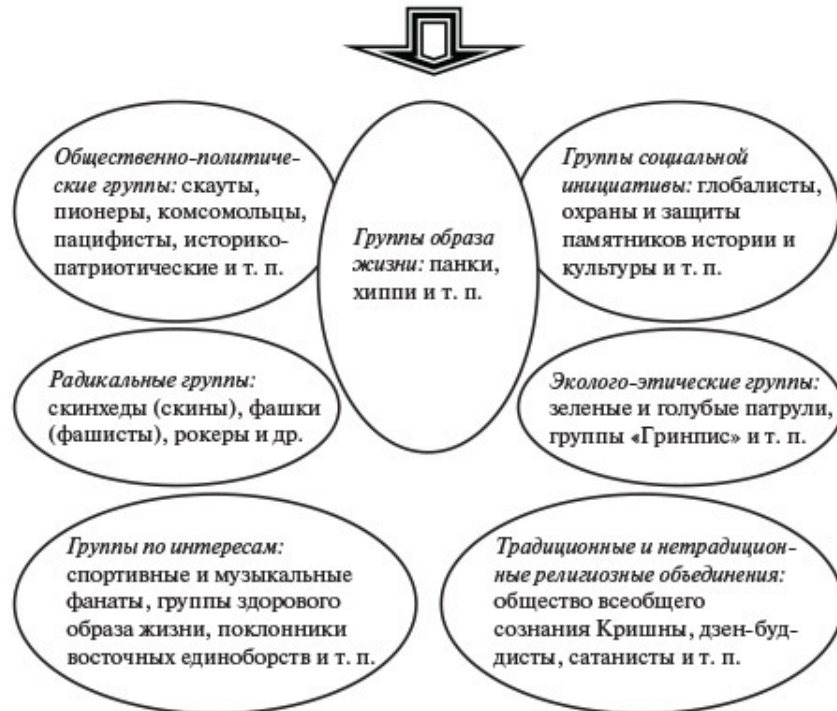 Общественно-политиче-
ские группы: скауты,
пионеры, комсомольцы,
пацифисты, историко-
патриотические и т. п.
Группы образа
жизни: панки,
хиппи и т. п.
Группы социальной
инициативы: глобалисты,
охраны и защиты
памятников истории и
культуры и т. п.
Радикальные группы:
скинхеды (скины), фашки
(фашисты), рокеры и др.
Эколого-этические группы:
зеленые и голубые патрули,
группы «Гринпис» и т. п.
Группы по интересам:
спортивные и музыкальные
фанаты, группы здорового
образа жизни, поклонники
восточных единоборств и т. п.
Традиционные и нетрадицион-
ные религиозные объединения:
общество всеобщего
сознания Кришны, дзен-буд-
дисты, сатанисты и т. п.